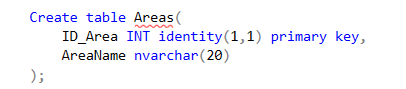 Create table Areas(
ID_Area INT identity(1,1) primary key,
AreaName nvarchar(20)
);